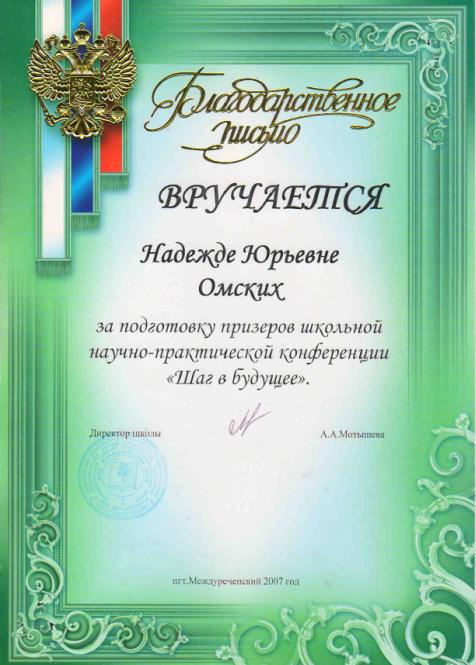 Благодарственное
письмо
ВРУЧАЕТСЯ
Надежде Юрьевне
Омских
за подготовку призеров школьной
научно-практической конференции
«Шаг в будущее».
Директор школы А.А.Мотышева
пгт.Междуреченский 2007 год